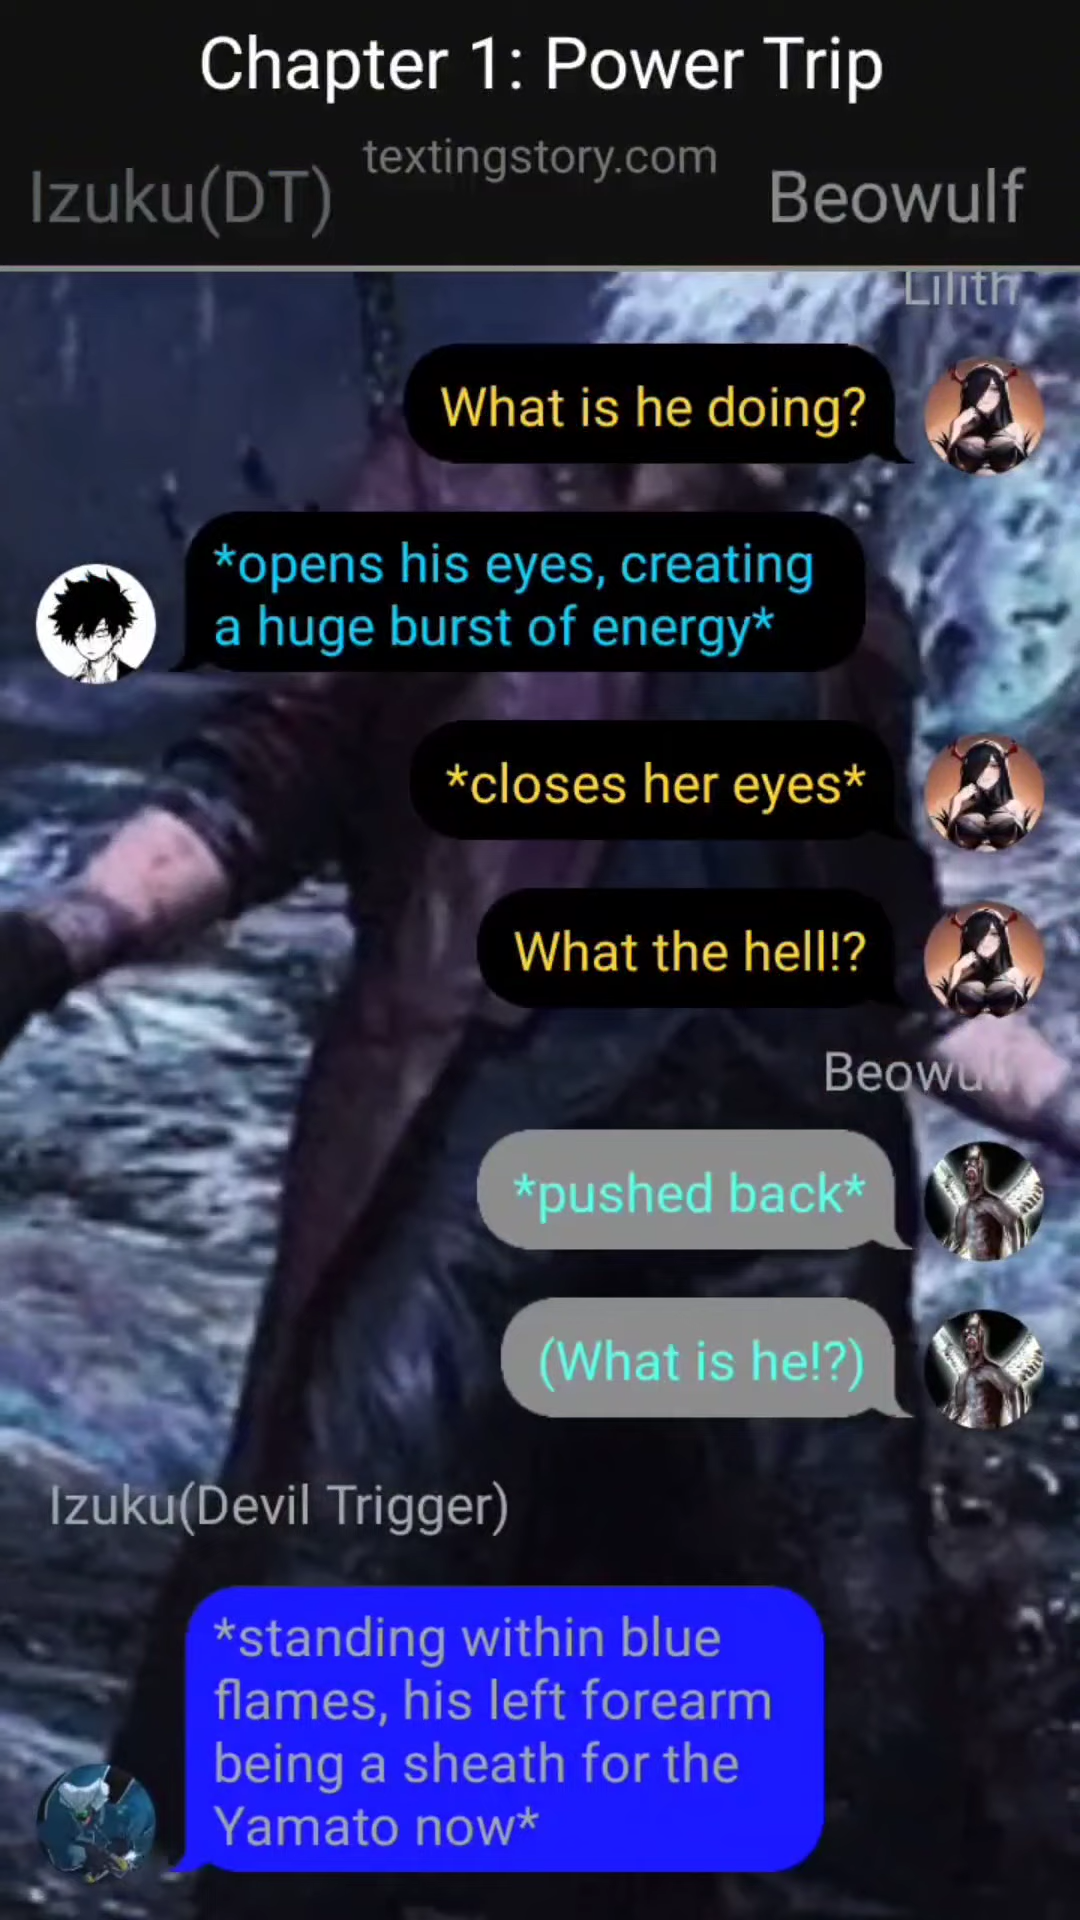 Chapter 1: Power Trip
textingstory.com
Izuku(DT)
Beowulf
Lilith
What is he doing?
*opens his eyes, creating
a huge burst of energy*
*closes her eyes*
What the hell!?
Beowulf
*pushed back*
(What is he!?)
Izuku(Devil Trigger)
*standing within blue
flames, his left forearm
being a sheath for the
Yamato now*